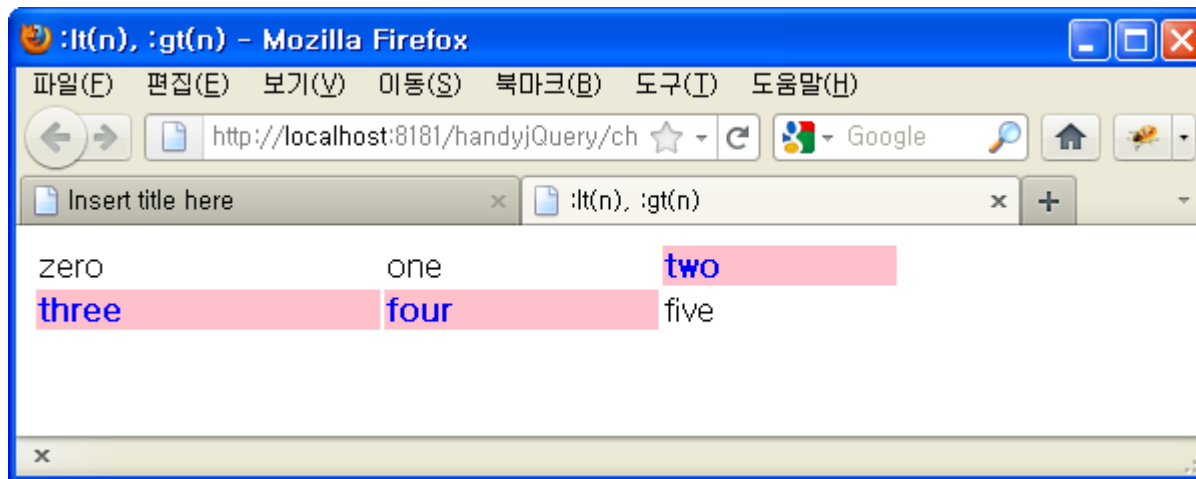 :lt(n), :gt(n) - Mozilla Firefox
파일(F) 편집(E) 보기(V) 이동(S) 북마크(B) 도구(T) 도움말(H)
http://localhost:8181/handyjQuery/ch Google
Insert title here :lt(n), :gt(n)
zero one two
three four five